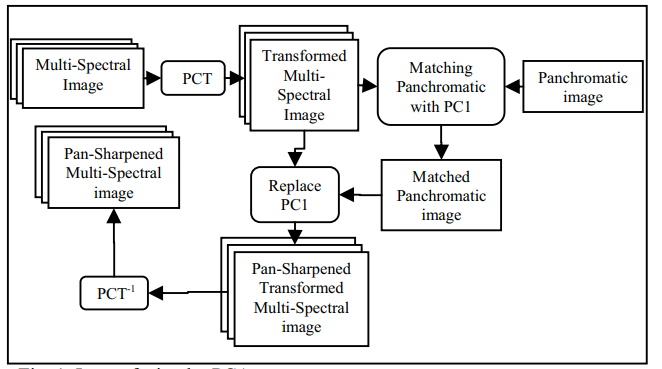 Multi-Spectral
Image
PCT
Transformed
Multi-
Spectral
Image
Matching
Panchromatic
with PC1
Panchromatic
image
Pan-Sharpened
Multi-Spectral
image
Replace
PC1
Matched
Panchromatic
image
PCT-1
Pan-Sharpened
Transformed
Multi-Spectral
image